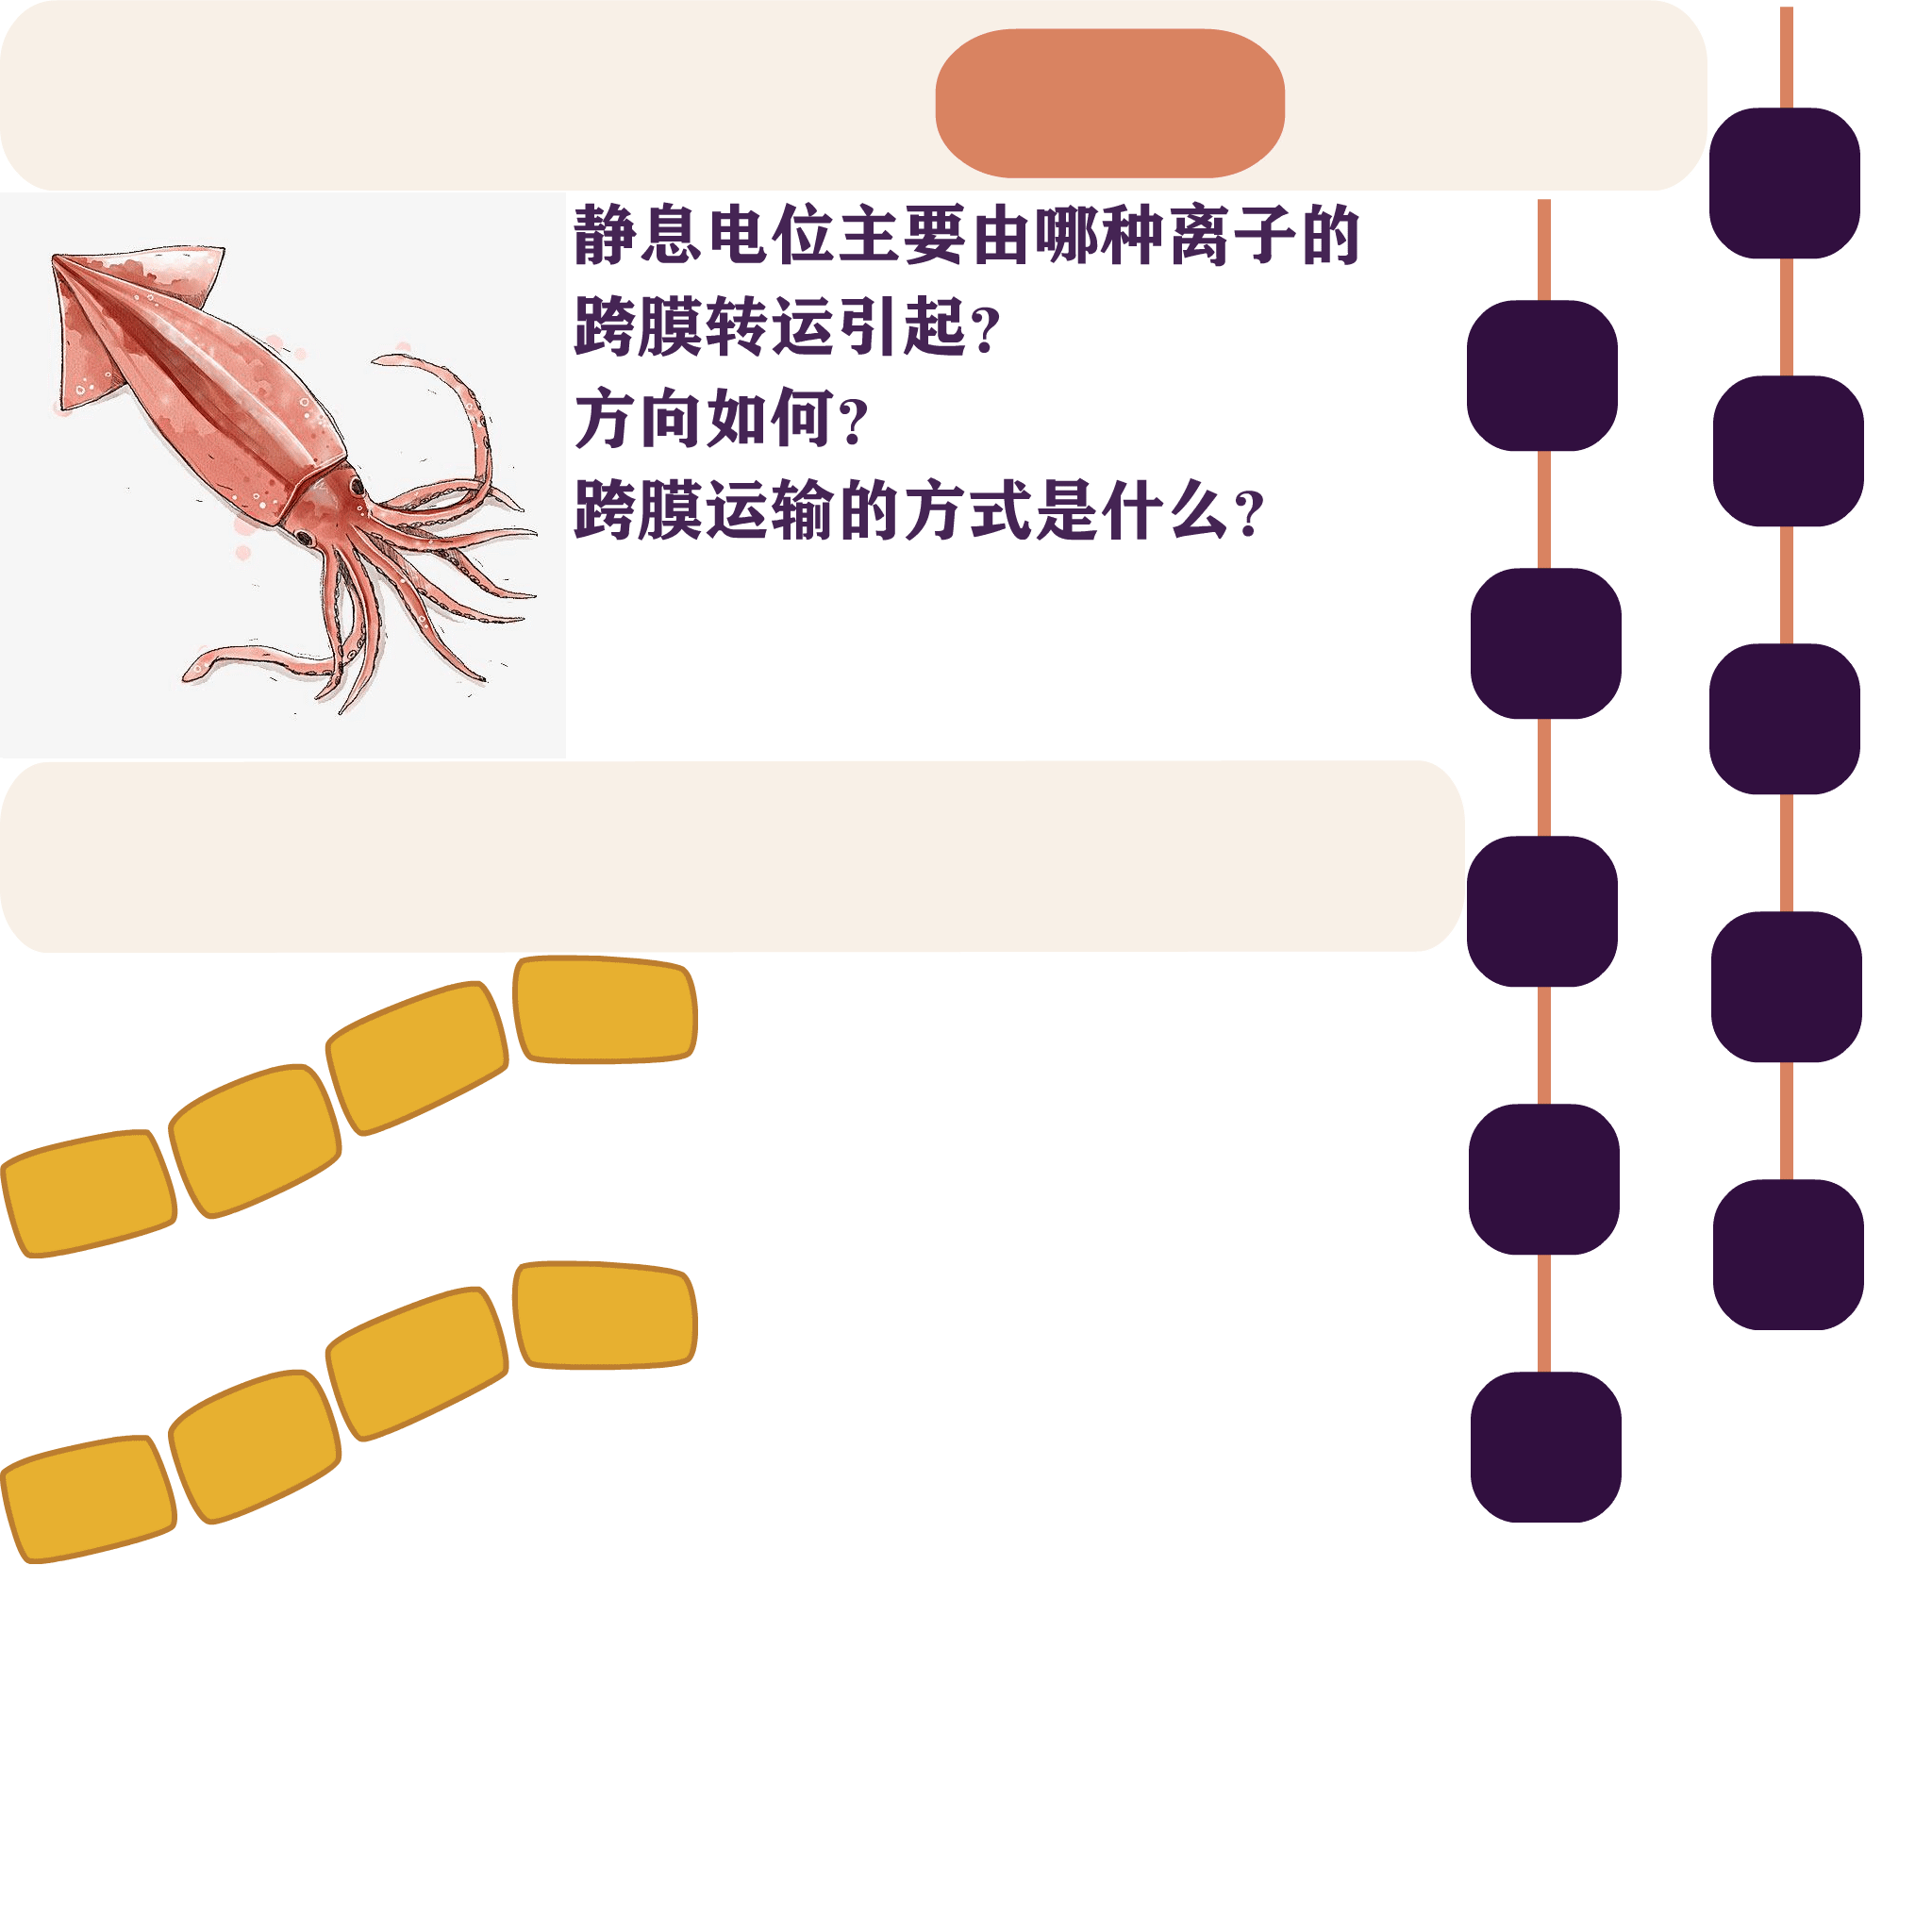 静息电位主要由哪种离子的
跨膜转运引起?
方向如何?
跨膜运输的方式是什么?